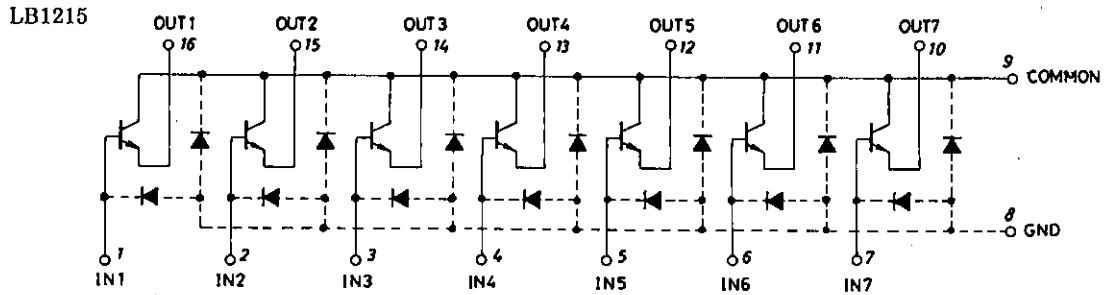 LB1215
OUT1 OUT2 OUT3 OUT4 OUT5 OUT6 OUT7
16 15 14 13 12 11 10
9
COMMON
8
GND
1 2 3 4 5 6 7
IN1 IN2 IN3 IN4 IN5 IN6 IN7